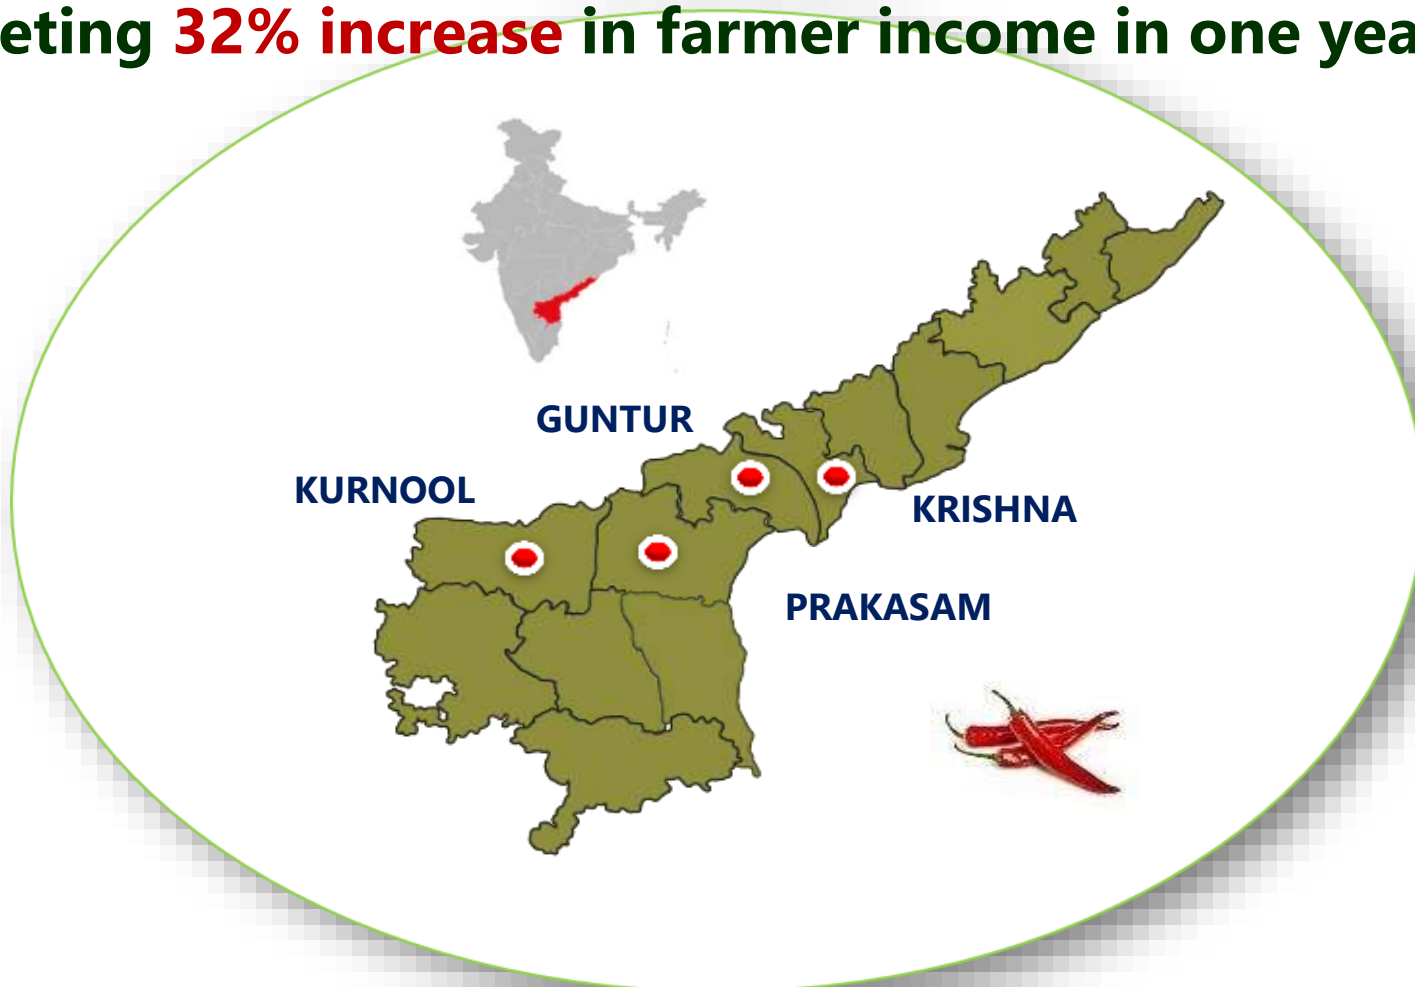 eting 32% increase in farmer income in one yea
GUNTUR
KURNOOL
KRISHNA
PRAKASAM